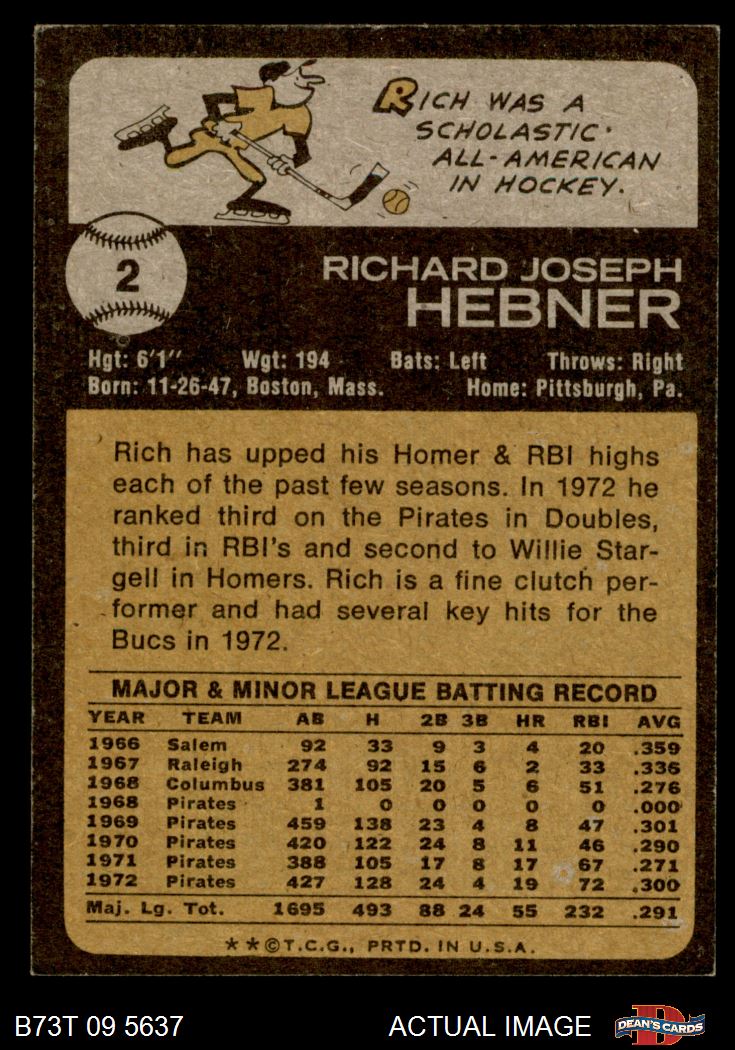 RICH WAS A
SCHOLASTIC
ALL-AMERICAN
IN HOCKEY.
2
RICHARD JOSEPH
HEBNER
Hgt: 6'1" Wgt: 194 Bats: Left Throws: Right
Born: 11-26-47, Boston, Mass. Home: Pittsburgh, Pa.
Rich has upped his Homer & RBI highs
each of the past few seasons. In 1972 he
ranked third on the Pirates in Doubles,
third in RBI's and second to Willie Star-
gell in Homers. Rich is a fine clutch per-
former and had several key hits for the
Bucs in 1972.
MAJOR & MINOR LEAGUE BATTING RECORD
YEAR TEAM AB H 2B 3B HR RBI AVG
1966 Salem 92 33 9 3 4 20 .359
1967 Raleigh 274 92 15 6 2 33 .336
1968 Columbus 381 105 20 5 6 51 .276
1968 Pirates 1 0 0 0 0 0 .000
1969 Pirates 459 138 23 4 8 47 .301
1970 Pirates 420 122 24 8 11 46 .290
1971 Pirates 388 105 17 8 17 67 .271
1972 Pirates 427 128 24 4 19 72 .300
Maj. Lg. Tot. 1695 493 88 24 55 232 .291
**©T.C.G., PRTD. IN U.S.A.
B73T 09 5637 ACTUAL IMAGE D DEAN'S CARDS